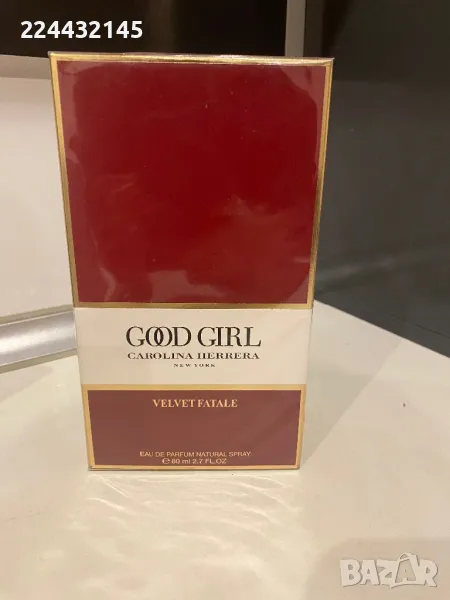 224432145
GOOD GIRL
CAROLINA HERRERA
NEW YORK
VELVET FATALE
EAU DE PARFUM NATURAL SPRAY
℮80 ml 2.7 FL.OZ
BAZAR